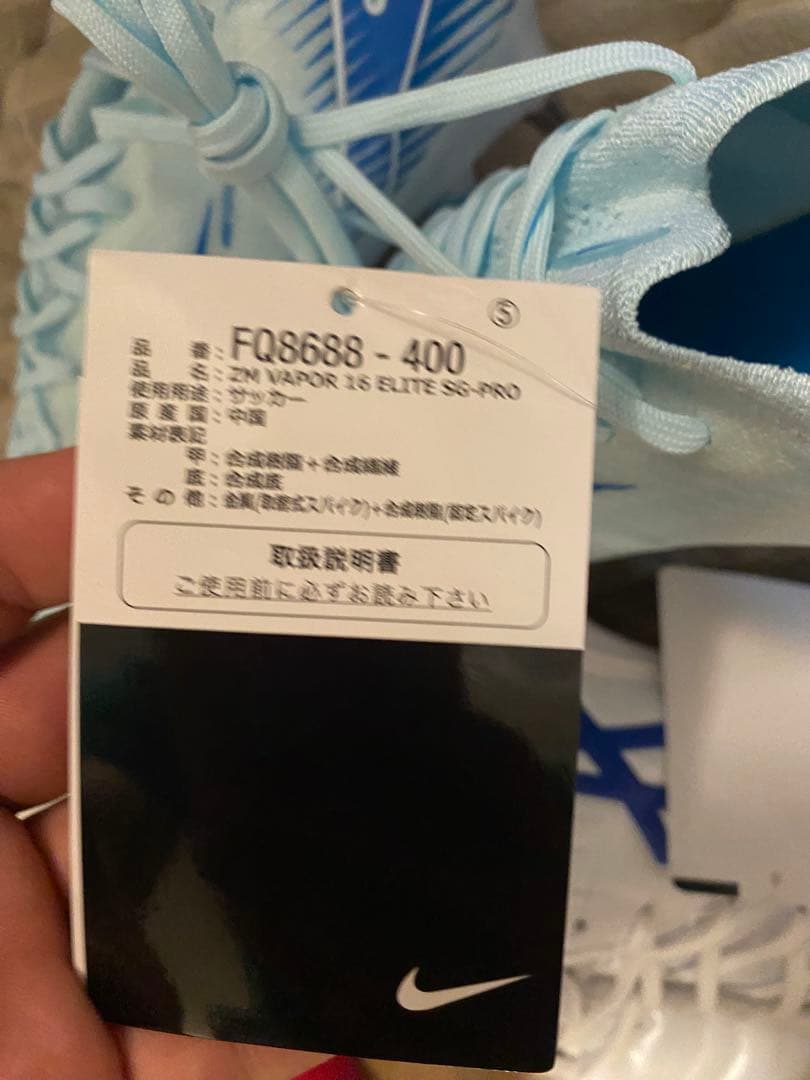 ⑤
品 番：FQ8688 - 400
品 名：ZM VAPOR 16 ELITE SG-PRO
使用用途：サッカー
原産国：中国
素材表記
甲：合成樹脂＋合成繊維
底：合成底
その他：金属(取替式スパイク)＋合成樹脂(固定スパイク)
取扱説明書
ご使用前に必ずお読み下さい